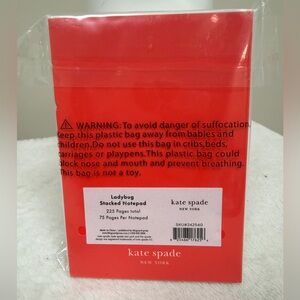 ⚠ WARNING: To avoid danger of suffocation,
keep this plastic bag away from babies and
children. Do not use this bag in cribs, beds,
carriages or playpens. This plastic bag could
block nose and mouth and prevent breathing.
This bag is not a toy.
Ladybug
Stacked Notepad
225 Pages total
75 Pages Per Notepad
kate spade
NEW YORK
SKU#242560
kate spade
NEW YORK